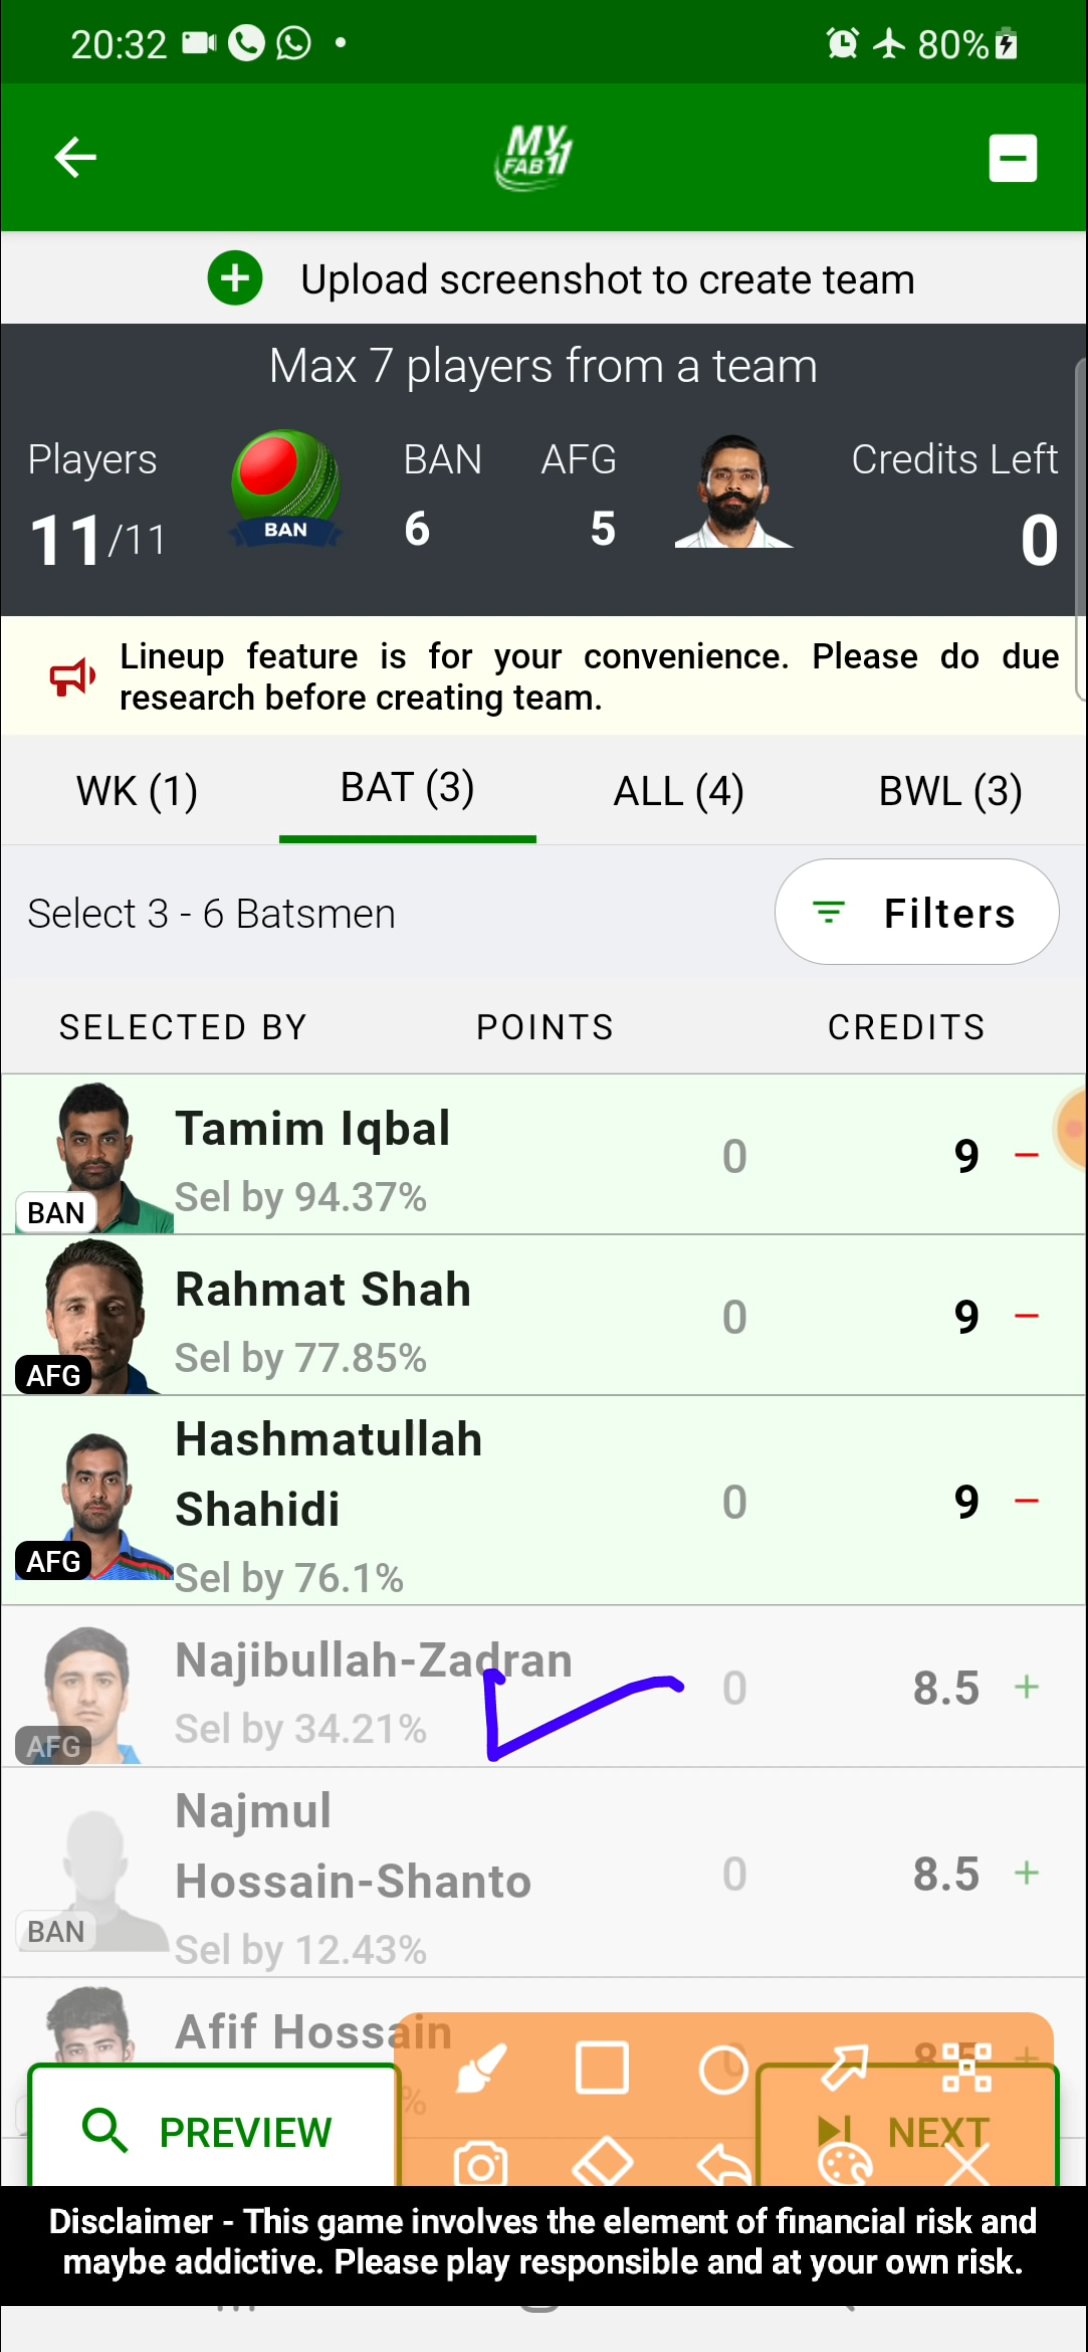 20:32 80%
MY
FAB11
Upload screenshot to create team
Max 7 players from a team
Players BAN AFG Credits Left
11/11 BAN 6 5 0
Lineup feature is for your convenience. Please do due
research before creating team.
WK (1) BAT (3) ALL (4) BWL (3)
Select 3 - 6 Batsmen Filters
SELECTED BY POINTS CREDITS
Tamim Iqbal 0 9
BAN Sel by 94.37%
Rahmat Shah 0 9
AFG Sel by 77.85%
Hashmatullah
Shahidi 0 9
AFG Sel by 76.1%
Najibullah-Zadran 0 8.5
AFG Sel by 34.21%
Najmul
Hossain-Shanto 0 8.5
BAN Sel by 12.43%
Afif Hossain 0 8.5
%
PREVIEW NEXT
Disclaimer - This game involves the element of financial risk and
maybe addictive. Please play responsible and at your own risk.